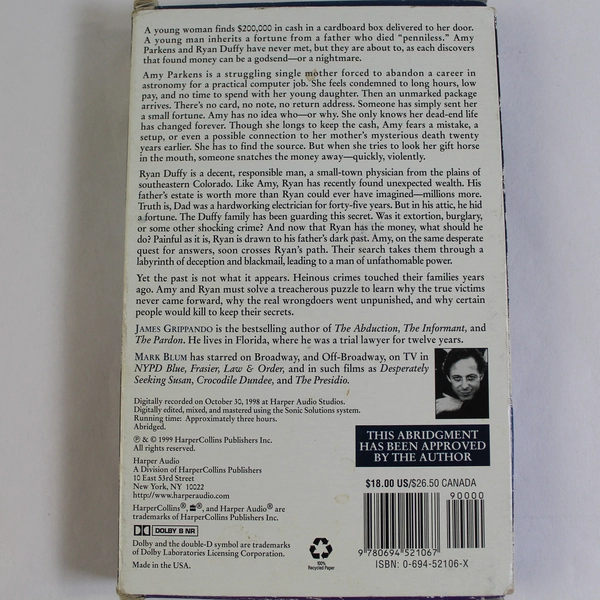 A young woman finds $200,000 in cash in a cardboard box delivered to her door.
A young man inherits a fortune from a father who died "penniless." Amy
Parkens and Ryan Duffy have never met, but they are about to, as each discovers
that found money can be a godsend—or a nightmare.
Amy Parkens is a struggling single mother forced to abandon a career in
astronomy for a practical computer job. She feels condemned to long hours, low
pay, and no time to spend with her young daughter. Then an unmarked package
arrives. There's no card, no note, no return address. Someone has simply sent her
a small fortune. Amy has no idea who—or why. She only knows her dead-end life
has changed forever. Though she longs to keep the cash, Amy fears a mistake, a
setup, or even a possible connection to her mother's mysterious death twenty
years earlier. She has to find the source. But when she tries to look her gift horse
in the mouth, someone snatches the money away—quickly, violently.
Ryan Duffy is a decent, responsible man, a small-town physician from the plains of
southeastern Colorado. Like Amy, Ryan has recently found unexpected wealth. His
father's estate is worth more than Ryan could ever have imagined—millions more.
Truth is, Dad was a hardworking electrician for forty-five years. But in his attic, he hid
a fortune. The Duffy family has been guarding this secret. Was it extortion, burglary,
or some other shocking crime? And now that Ryan has the money, what should he
do? Painful as it is, Ryan is drawn to his father's dark past. Amy, on the same desperate
quest for answers, soon crosses Ryan's path. Their search takes them through a
labyrinth of deception and blackmail, leading to a man of unfathomable power.
Yet the past is not what it appears. Heinous crimes touched their families years
ago. Amy and Ryan must solve a treacherous puzzle to learn why the true victims
never came forward, why the real wrongdoers went unpunished, and why certain
people would kill to keep their secrets.
JAMES GRIPPANDO is the bestselling author of The Abduction, The Informant, and
The Pardon. He lives in Florida, where he was a trial lawyer for twelve years.
MARK BLUM has starred on Broadway, and Off-Broadway, on TV in
NYPD Blue, Frasier, Law & Order, and in such films as Desperately
Seeking Susan, Crocodile Dundee, and The Presidio.
Digitally recorded on October 30, 1998 at Harper Audio Studios.
Digitally edited, mixed, and mastered using the Sonic Solutions system.
Running time: Approximately three hours.
Abridged.
℗ & © 1999 HarperCollins Publishers Inc.
All rights reserved.
Harper Audio
A Division of HarperCollins Publishers
10 East 53rd Street
New York, NY 10022
http://www.harperaudio.com
HarperCollins®, ®, and Harper Audio® are
trademarks of HarperCollins Publishers Inc.
DOLBY B NR
Dolby and the double-D symbol are trademarks
of Dolby Laboratories Licensing Corporation.
Made in the USA.
THIS ABRIDGMENT
HAS BEEN APPROVED
BY THE AUTHOR
$18.00 US/$26.50 CANADA
90000
9 780694 521067
ISBN: 0-694-52106-X
100%
Recycled Paper